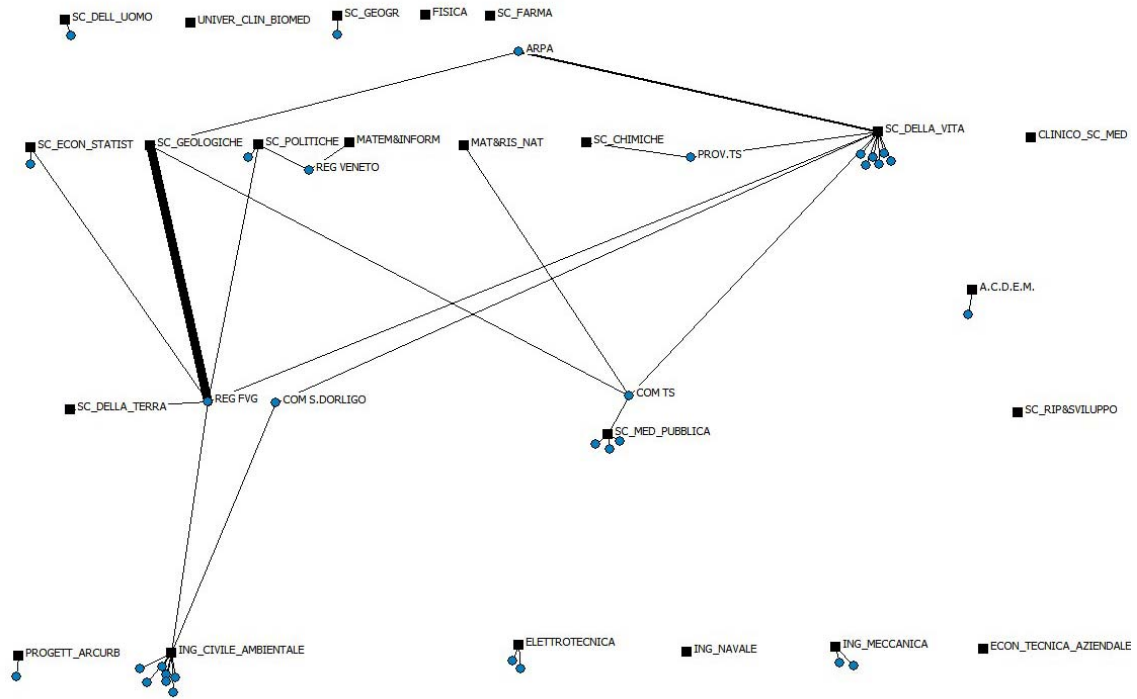 SC_DELL_UOMO
UNIVER_CLIN_BIOMED
SC_GEOGR
FISICA
SC_FARMA
ARPA
SC_ECON_STATIST
SC_GEOLOGICHE
SC_POLITICHE
MATEM&INFORM
REG VENETO
MAT&RIS_NAT
SC_CHIMICHE
PROV.TS
SC_DELLA_VITA
CLINICO_SC_MED
A.C.D.E.M.
SC_DELLA_TERRA
REG FVG
COM S.DORLIGO
COM TS
SC_MED_PUBBLICA
SC_RIP&SVILUPPO
PROGETT_ARCURB
ING_CIVILE_AMBIENTALE
ELETTROTECNICA
ING_NAVALE
ING_MECCANICA
ECON_TECNICA_AZIENDALE